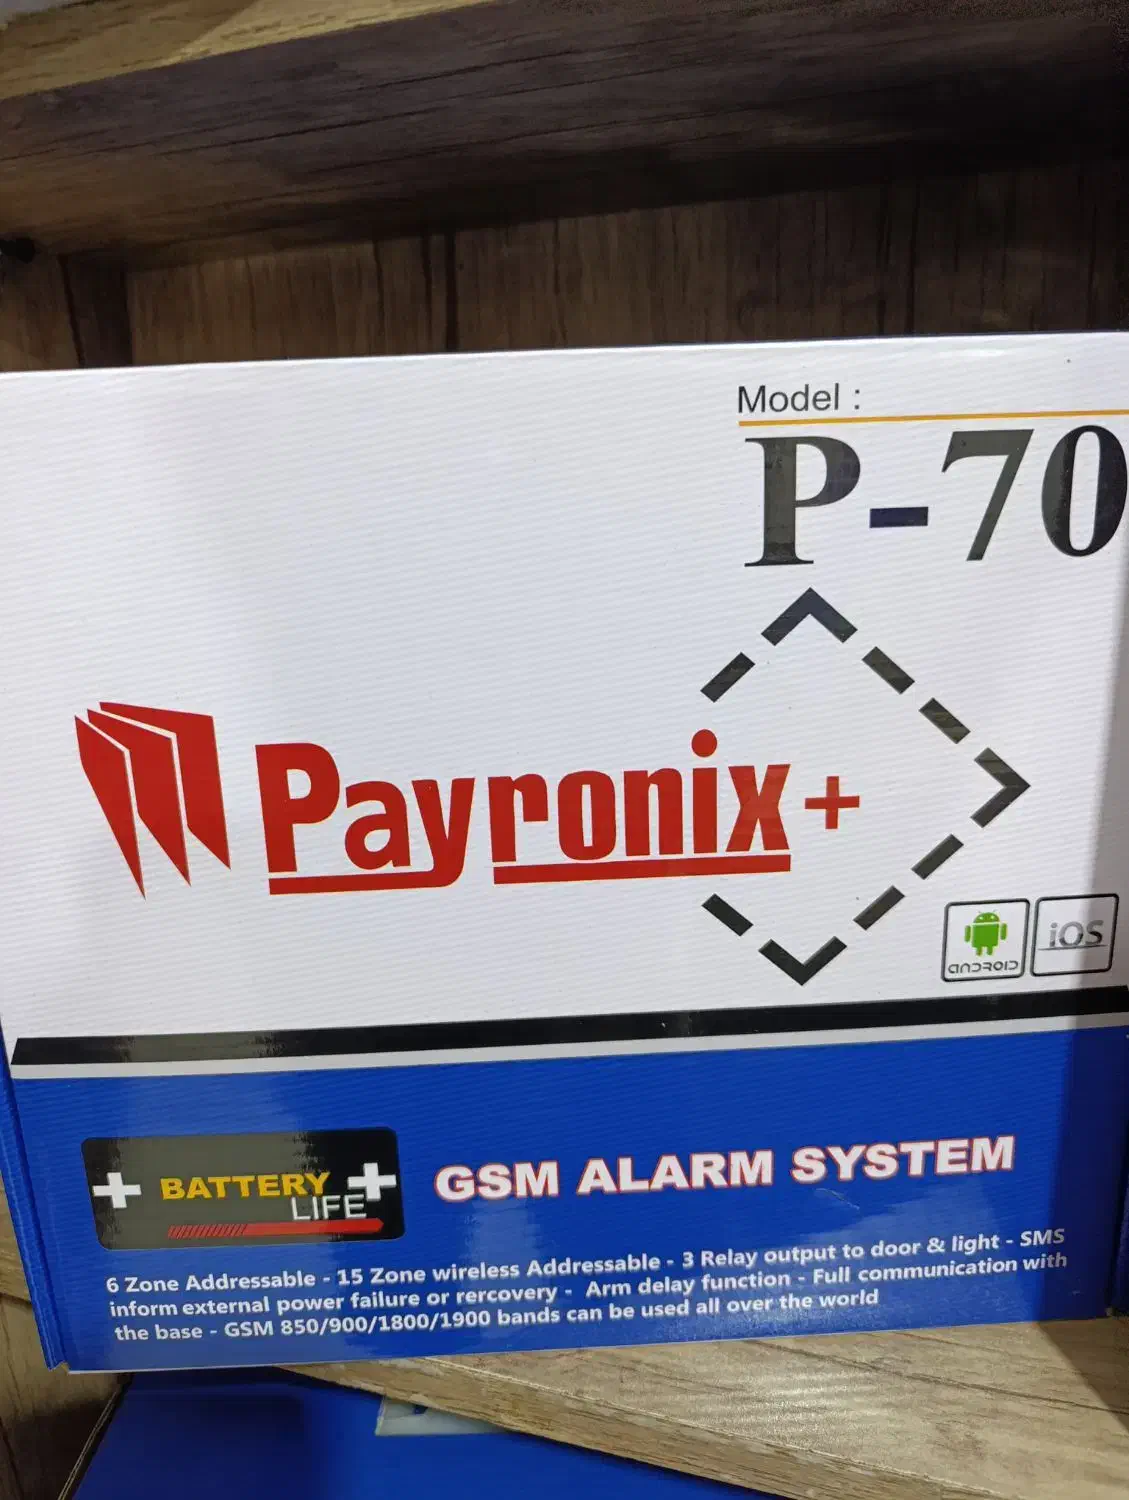 Model :
P-70
Payronix+
ANDROID
iOS
BATTERY
LIFE
GSM ALARM SYSTEM
6 Zone Addressable - 15 Zone wireless Addressable - 3 Relay output to door & light - SMS
inform external power failure or rercovery - Arm delay function - Full communication with
the base - GSM 850/900/1800/1900 bands can be used all over the world